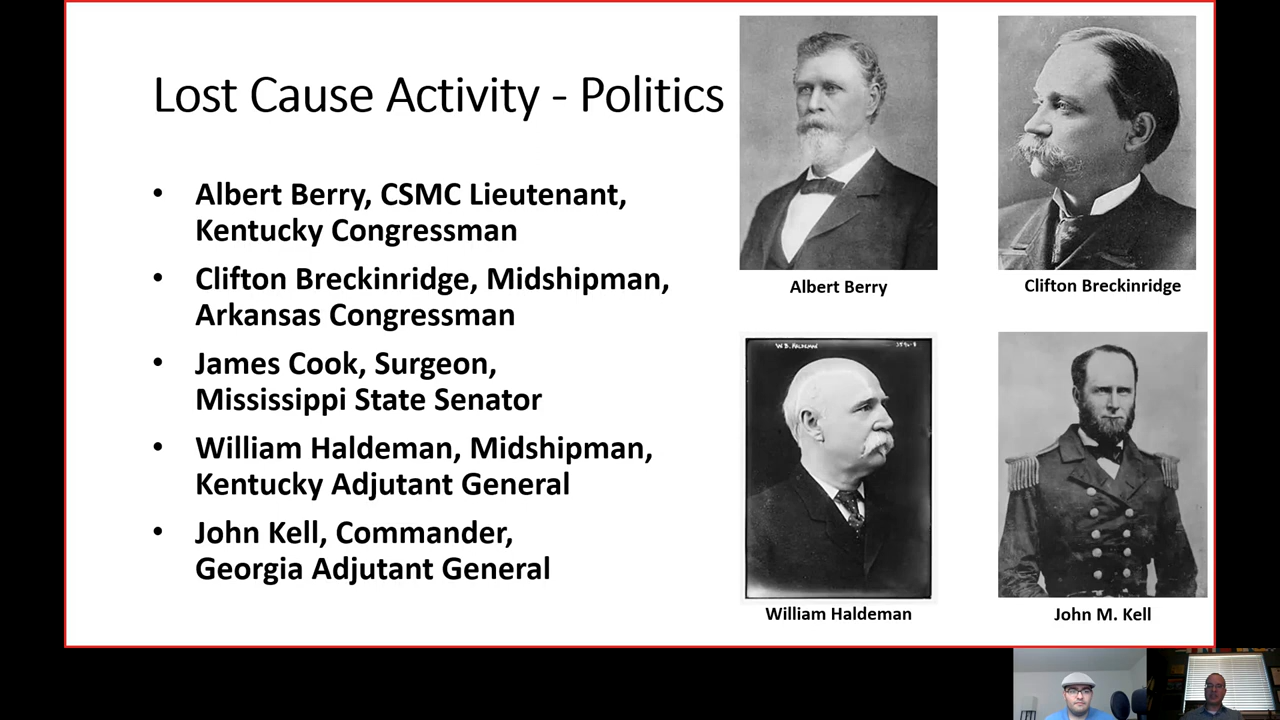 Lost Cause Activity - Politics
• Albert Berry, CSMC Lieutenant,
Kentucky Congressman
• Clifton Breckinridge, Midshipman,
Arkansas Congressman
• James Cook, Surgeon,
Mississippi State Senator
• William Haldeman, Midshipman,
Kentucky Adjutant General
• John Kell, Commander,
Georgia Adjutant General
Albert Berry
Clifton Breckinridge
W.B. HALDEMAN
William Haldeman
John M. Kell